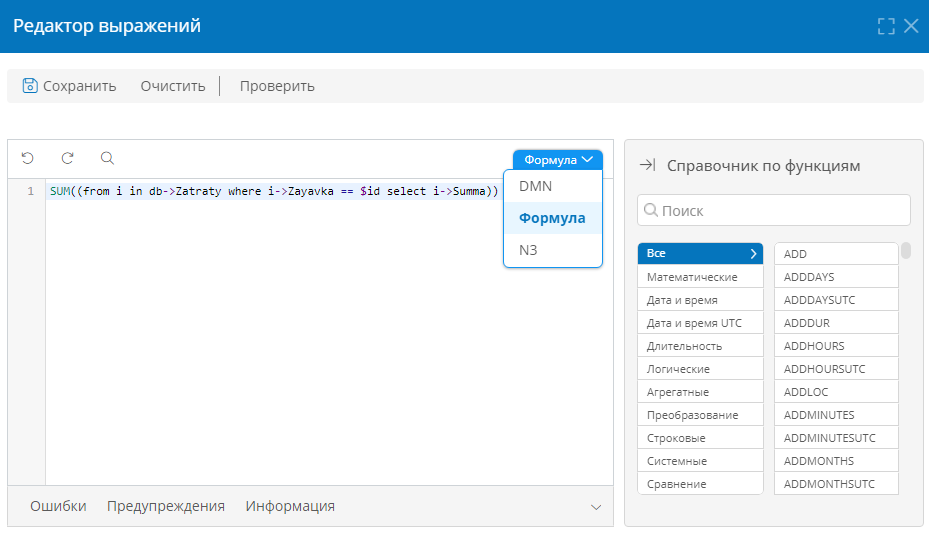 Редактор выражений
Сохранить Очистить Проверить
Формула
1 SUM((from i in db->Zatraty where i->Zayavka == $id select i->Summa))
DMN
Формула
N3
Ошибки Предупреждения Информация
Справочник по функциям
Поиск
Все
Математические
Дата и время
Дата и время UTC
Длительность
Логические
Агрегатные
Преобразование
Строковые
Системные
Сравнение
ADD
ADDDAYS
ADDDAYSUTC
ADDDUR
ADDHOURS
ADDHOURSUTC
ADDLOC
ADDMINUTES
ADDMINUTESUTC
ADDMONTHS
ADDMONTHSUTC